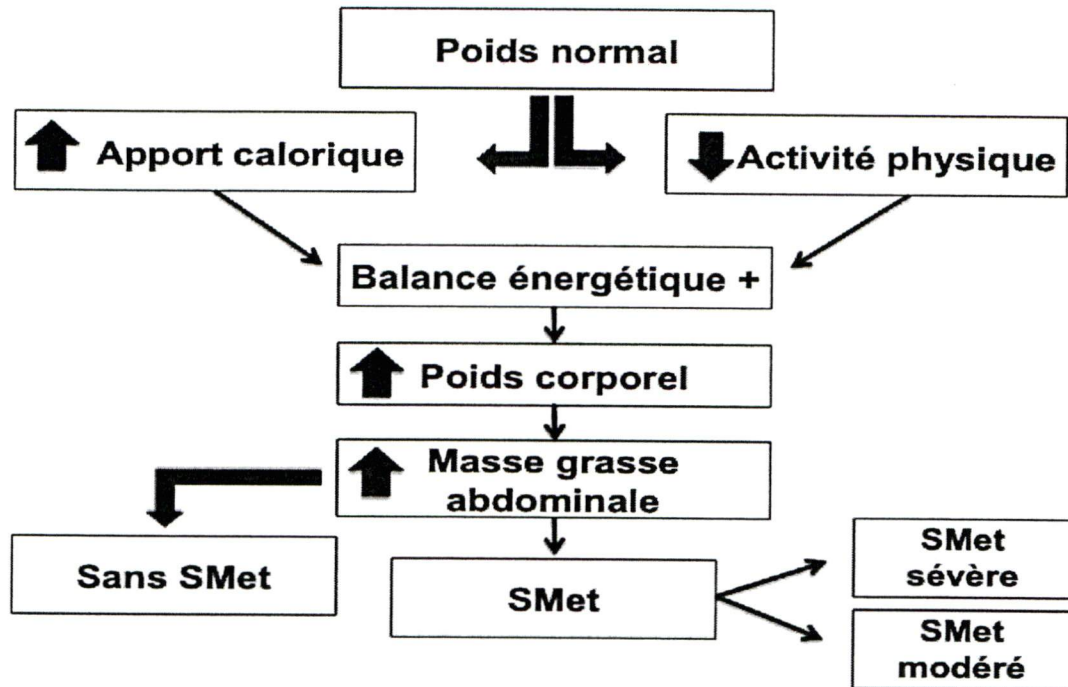 Poids normal
Apport calorique
Activité physique
Balance énergétique +
Poids corporel
Masse grasse
abdominale
Sans SMet
SMet
SMet
sévère
SMet
modéré